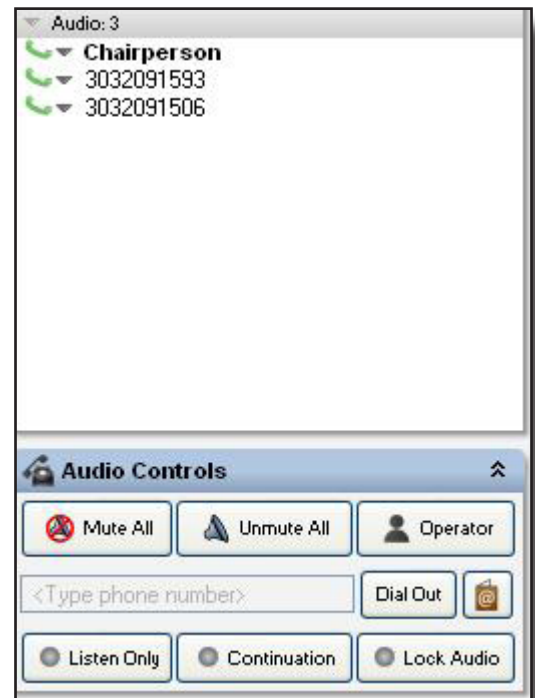 Audio: 3
Chairperson
3032091593
3032091506
Audio Controls
Mute All Unmute All Operator
<Type phone number> Dial Out
Listen Only Continuation Lock Audio